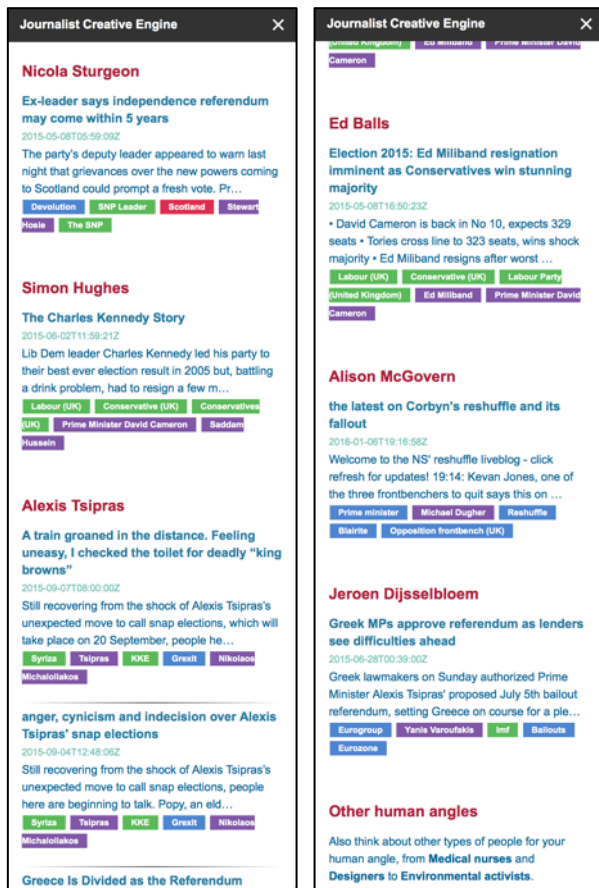 Journalist Creative Engine ×
Nicola Sturgeon
Ex-leader says independence referendum
may come within 5 years
2015-05-08T05:59:09Z
The party's deputy leader appeared to warn last
night that grievances over the new powers coming
to Scotland could prompt a fresh vote. Pr…
Devolution SNP Leader Scotland Stewart
Hosie The SNP
Simon Hughes
The Charles Kennedy Story
2015-06-02T11:59:21Z
Lib Dem leader Charles Kennedy led his party to
their best ever election result in 2005 but, battling
a drink problem, had to resign a few m…
Labour (UK) Conservative (UK) Conservatives
(UK) Prime Minister David Cameron Saddam
Hussein
Alexis Tsipras
A train groaned in the distance. Feeling
uneasy, I checked the toilet for deadly “king
browns”
2015-09-07T08:00:00Z
Still recovering from the shock of Alexis Tsipras's
unexpected move to call snap elections, which will
take place on 20 September, people he…
Syriza Tsipras KKE Grexit Nikolaos
Michaloliakos
anger, cynicism and indecision over Alexis
Tsipras' snap elections
2015-09-04T12:48:06Z
Still recovering from the shock of Alexis Tsipras's
unexpected move to call snap elections, people
here are beginning to talk. Popy, an eld…
Syriza Tsipras KKE Grexit Nikolaos
Michaloliakos
Greece Is Divided as the Referendum
Journalist Creative Engine ×
(United Kingdom) Ed Miliband Prime Minister David
Cameron
Ed Balls
Election 2015: Ed Miliband resignation
imminent as Conservatives win stunning
majority
2015-05-08T16:50:23Z
• David Cameron is back in No 10, expects 329
seats • Tories cross line to 323 seats, wins shock
majority • Ed Miliband resigns after worst …
Labour (UK) Conservative (UK) Labour Party
(United Kingdom) Ed Miliband Prime Minister David
Cameron
Alison McGovern
the latest on Corbyn's reshuffle and its
fallout
2016-01-06T19:16:58Z
Welcome to the NS' reshuffle liveblog - click
refresh for updates! 19:14: Kevan Jones, one of
the three frontbenchers to quit says this on …
Prime minister Michael Dugher Reshuffle
Blairite Opposition frontbench (UK)
Jeroen Dijsselbloem
Greek MPs approve referendum as lenders
see difficulties ahead
2015-06-28T00:39:00Z
Greek lawmakers on Sunday authorized Prime
Minister Alexis Tsipras' proposed July 5th bailout
referendum, setting Greece on course for a ple…
Eurogroup Yanis Varoufakis Imf Bailouts
Eurozone
Other human angles
Also think about other types of people for your
human angle, from Medical nurses and
Designers to Environmental activists.